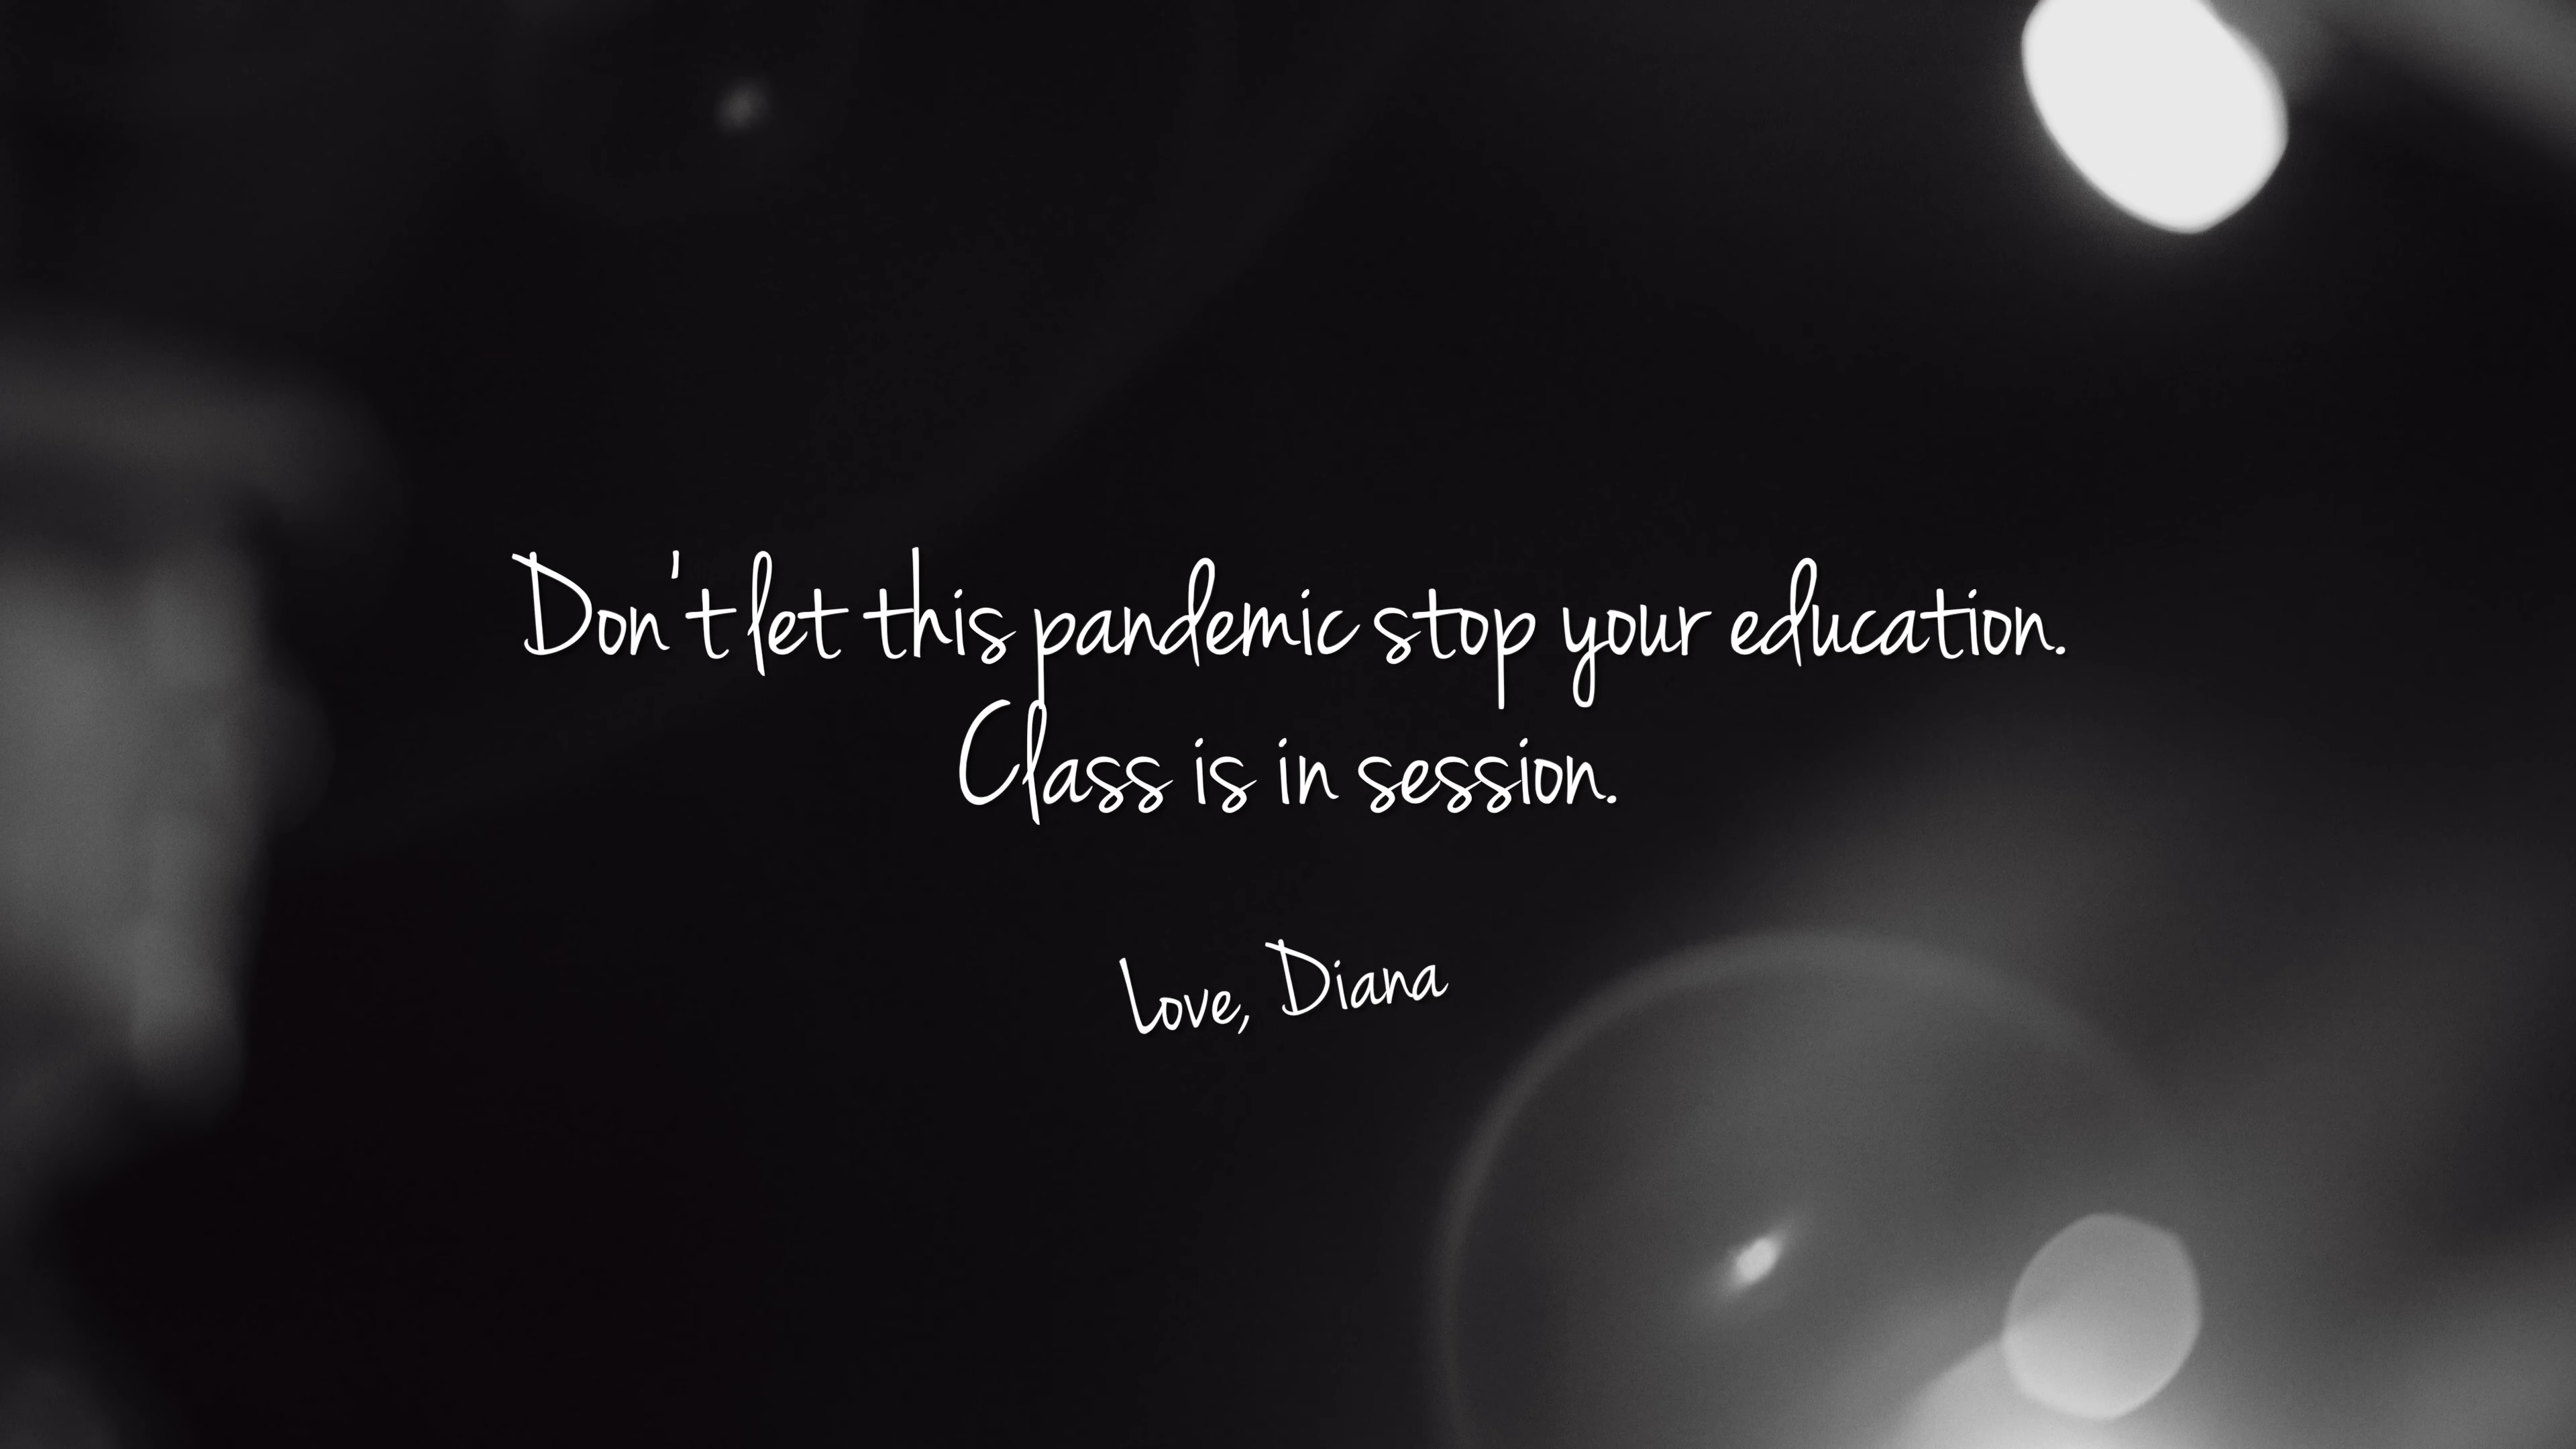 Don't let this pandemic stop your education.
Class is in session.
Love, Diana